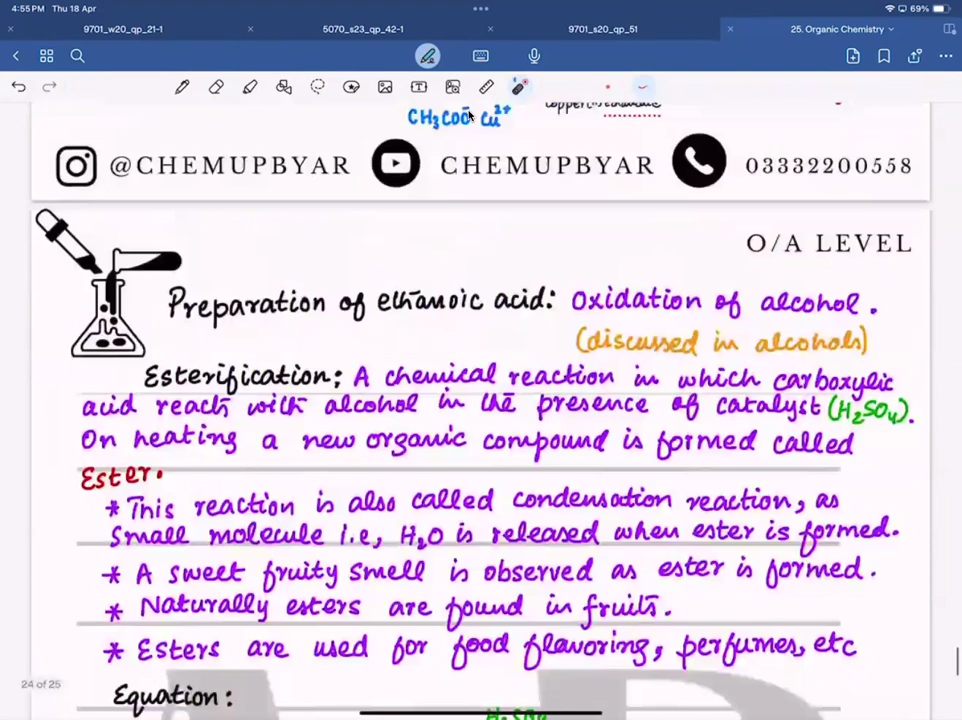 4:55 PM Thu 18 Apr
69%
9701_w20_qp_21-1
5070_s23_qp_42-1
9701_s20_qp_51
25. Organic Chemistry
CH3COO- Cu2+
@CHEMUPBYAR CHEMUPBYAR 03332200558
O/A LEVEL
Preparation of ethanoic acid: Oxidation of alcohol.
(discussed in alcohols)
Esterification: A chemical reaction in which carboxylic
acid reacts with alcohol in the presence of catalyst (H2SO4).
On heating a new organic compound is formed called
Ester.
* This reaction is also called condensation reaction, as
Small molecule i.e, H2O is released when ester is formed.
* A sweet fruity smell is observed as ester is formed.
* Naturally esters are found in fruits.
* Esters are used for food flavoring, perfumes, etc
24 of 25
Equation:
H2SO4